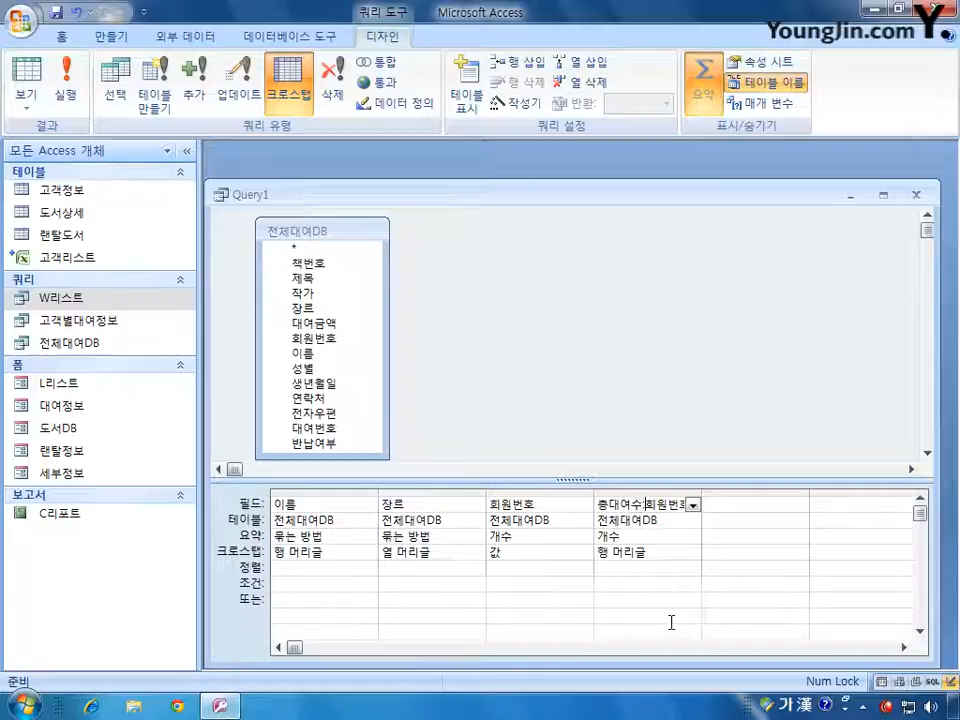 쿼리 도구
Microsoft Access
YoungJin.com
홈
만들기
외부 데이터
데이터베이스 도구
디자인
보기
실행
결과
선택
테이블
만들기
추가
업데이트
크로스탭
삭제
통합
통과
데이터 정의
쿼리 유형
테이블
표시
행 삽입
행 삭제
작성기
열 삽입
열 삭제
반환:
쿼리 설정
요약
속성 시트
테이블 이름
매개 변수
표시/숨기기
모든 Access 개체
테이블
고객정보
도서상세
랜탈도서
고객리스트
쿼리
W리스트
고객별대여정보
전체대여DB
폼
L리스트
대여정보
도서DB
랜탈정보
세부정보
보고서
C리포트
Query1
전체대여DB
*
책번호
제목
작가
장르
대여금액
회원번호
이름
성별
생년월일
연락처
전자우편
대여번호
반납여부
필드: 이름 장르 회원번호 총대여수:회원번호
테이블: 전체대여DB 전체대여DB 전체대여DB 전체대여DB
요약: 묶는 방법 묶는 방법 개수 개수
크로스탭: 행 머리글 열 머리글 값 행 머리글
정렬:
조건:
또는:
준비
Num Lock
SQL
가 漢